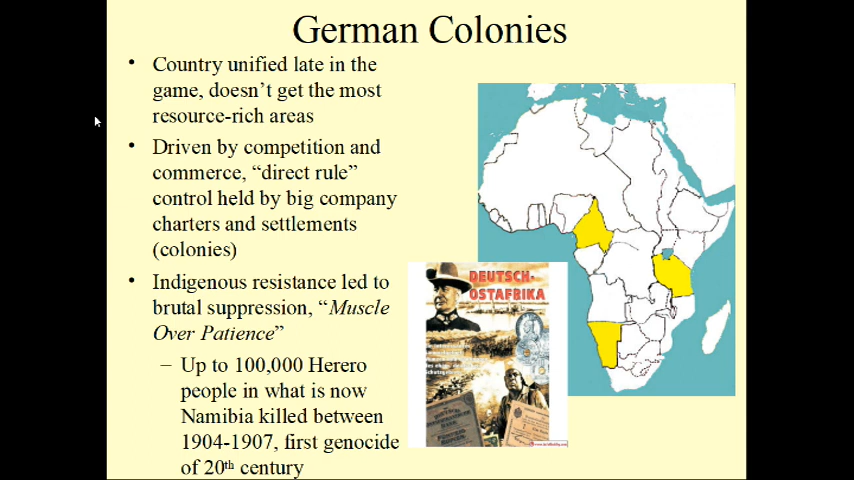 German Colonies
• Country unified late in the
game, doesn't get the most
resource-rich areas
• Driven by competition and
commerce, “direct rule”
control held by big company
charters and settlements
(colonies)
• Indigenous resistance led to
brutal suppression, “Muscle
Over Patience”
– Up to 100,000 Herero
people in what is now
Namibia killed between
1904-1907, first genocide
of 20th century
DEUTSCH-
OSTAFRIKA